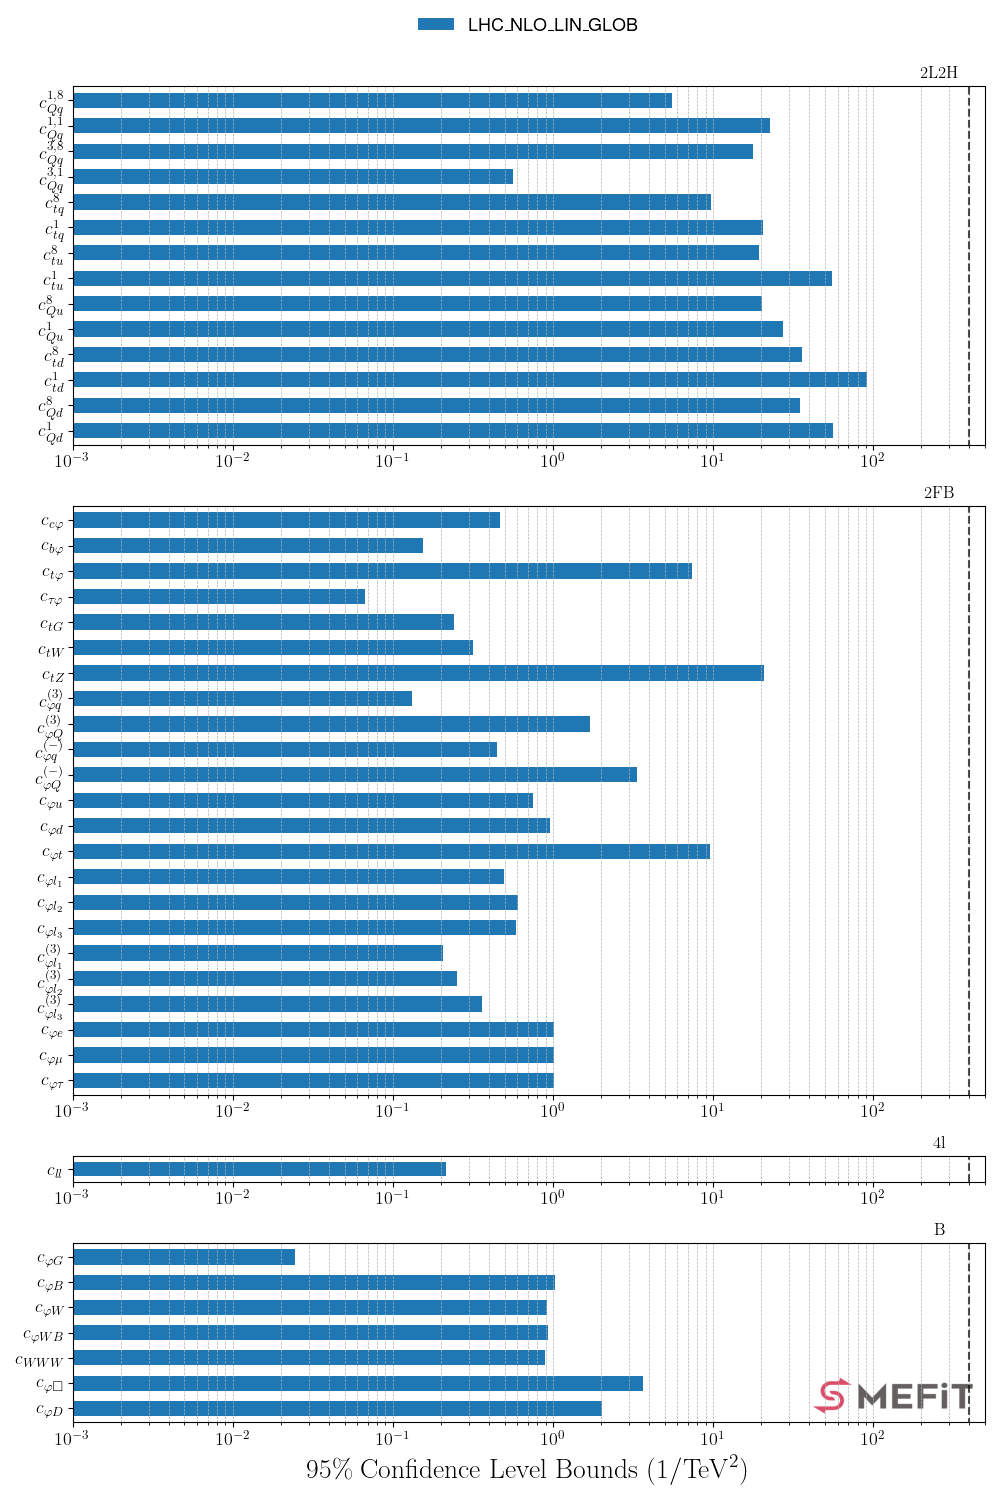 LHC_NLO_LIN_GLOB
2L2H
c_{Qq}^{1,8}
c_{Qq}^{1,1}
c_{Qq}^{3,8}
c_{Qq}^{3,1}
c_{tq}^{8}
c_{tq}^{1}
c_{tu}^{8}
c_{tu}^{1}
c_{Qu}^{8}
c_{Qu}^{1}
c_{td}^{8}
c_{td}^{1}
c_{Qd}^{8}
c_{Qd}^{1}
10^{−3} 10^{−2} 10^{−1} 10^{0} 10^{1} 10^{2}
2FB
c_{cφ}
c_{bφ}
c_{tφ}
c_{τφ}
c_{tG}
c_{tW}
c_{tZ}
c_{φq}^{(3)}
c_{φQ}^{(3)}
c_{φq}^{(−)}
c_{φQ}^{(−)}
c_{φu}
c_{φd}
c_{φt}
c_{φl_1}
c_{φl_2}
c_{φl_3}
c_{φl_1}^{(3)}
c_{φl_2}^{(3)}
c_{φl_3}^{(3)}
c_{φe}
c_{φμ}
c_{φτ}
10^{−3} 10^{−2} 10^{−1} 10^{0} 10^{1} 10^{2}
4l
c_{ll}
10^{−3} 10^{−2} 10^{−1} 10^{0} 10^{1} 10^{2}
B
c_{φG}
c_{φB}
c_{φW}
c_{φWB}
c_{WWW}
c_{φ□}
c_{φD}
SMEFiT
10^{−3} 10^{−2} 10^{−1} 10^{0} 10^{1} 10^{2}
95% Confidence Level Bounds (1/TeV^{2})